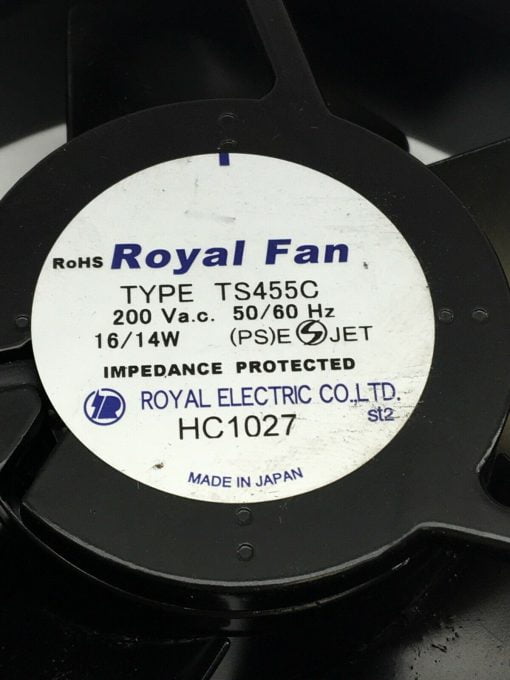 RoHS Royal Fan
TYPE TS455C
200 Va.c. 50/60 Hz
16/14W (PS)E JET
IMPEDANCE PROTECTED
ROYAL ELECTRIC CO.,LTD.
HC1027 st2
MADE IN JAPAN